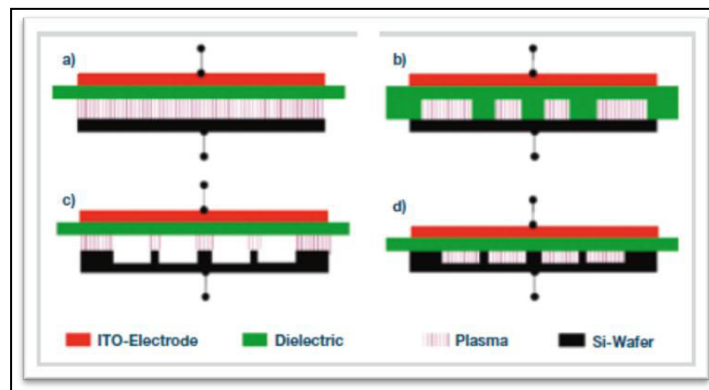 a)
b)
c)
d)
ITO-Electrode
Dielectric
Plasma
Si-Wafer